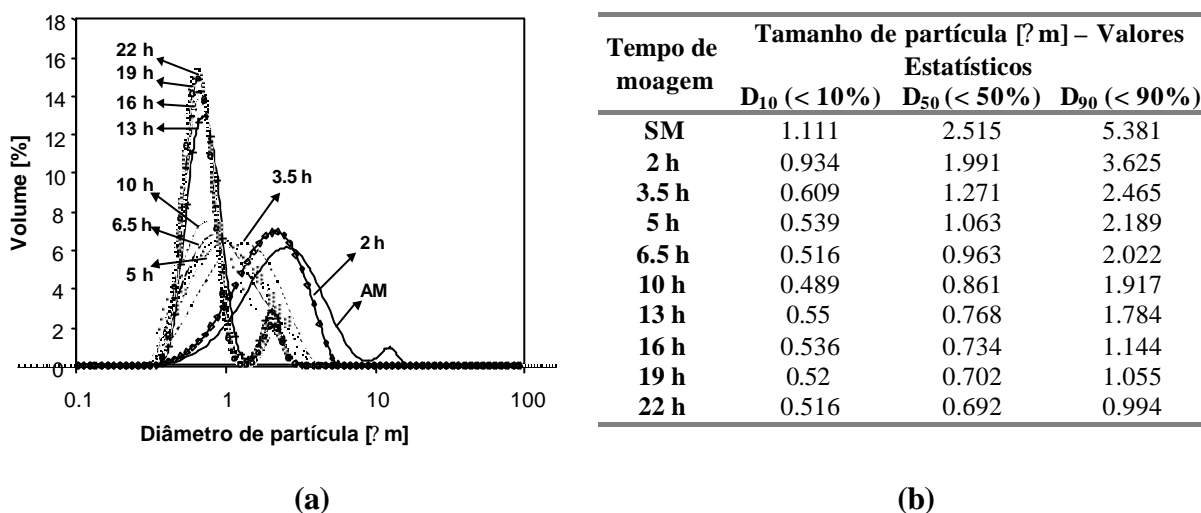 18
16
14
12
10
8
6
4
2
0
Volume [%]
22 h
19 h
16 h
13 h
10 h
6.5 h
5 h
3.5 h
2 h
AM
0.1 1 10 100
Diâmetro de partícula [?m]
(a)
Tempo de moagem
Tamanho de partícula [?m] – Valores
Estatísticos
D10 (< 10%) D50 (< 50%) D90 (< 90%)
SM 1.111 2.515 5.381
2 h 0.934 1.991 3.625
3.5 h 0.609 1.271 2.465
5 h 0.539 1.063 2.189
6.5 h 0.516 0.963 2.022
10 h 0.489 0.861 1.917
13 h 0.55 0.768 1.784
16 h 0.536 0.734 1.144
19 h 0.52 0.702 1.055
22 h 0.516 0.692 0.994
(b)